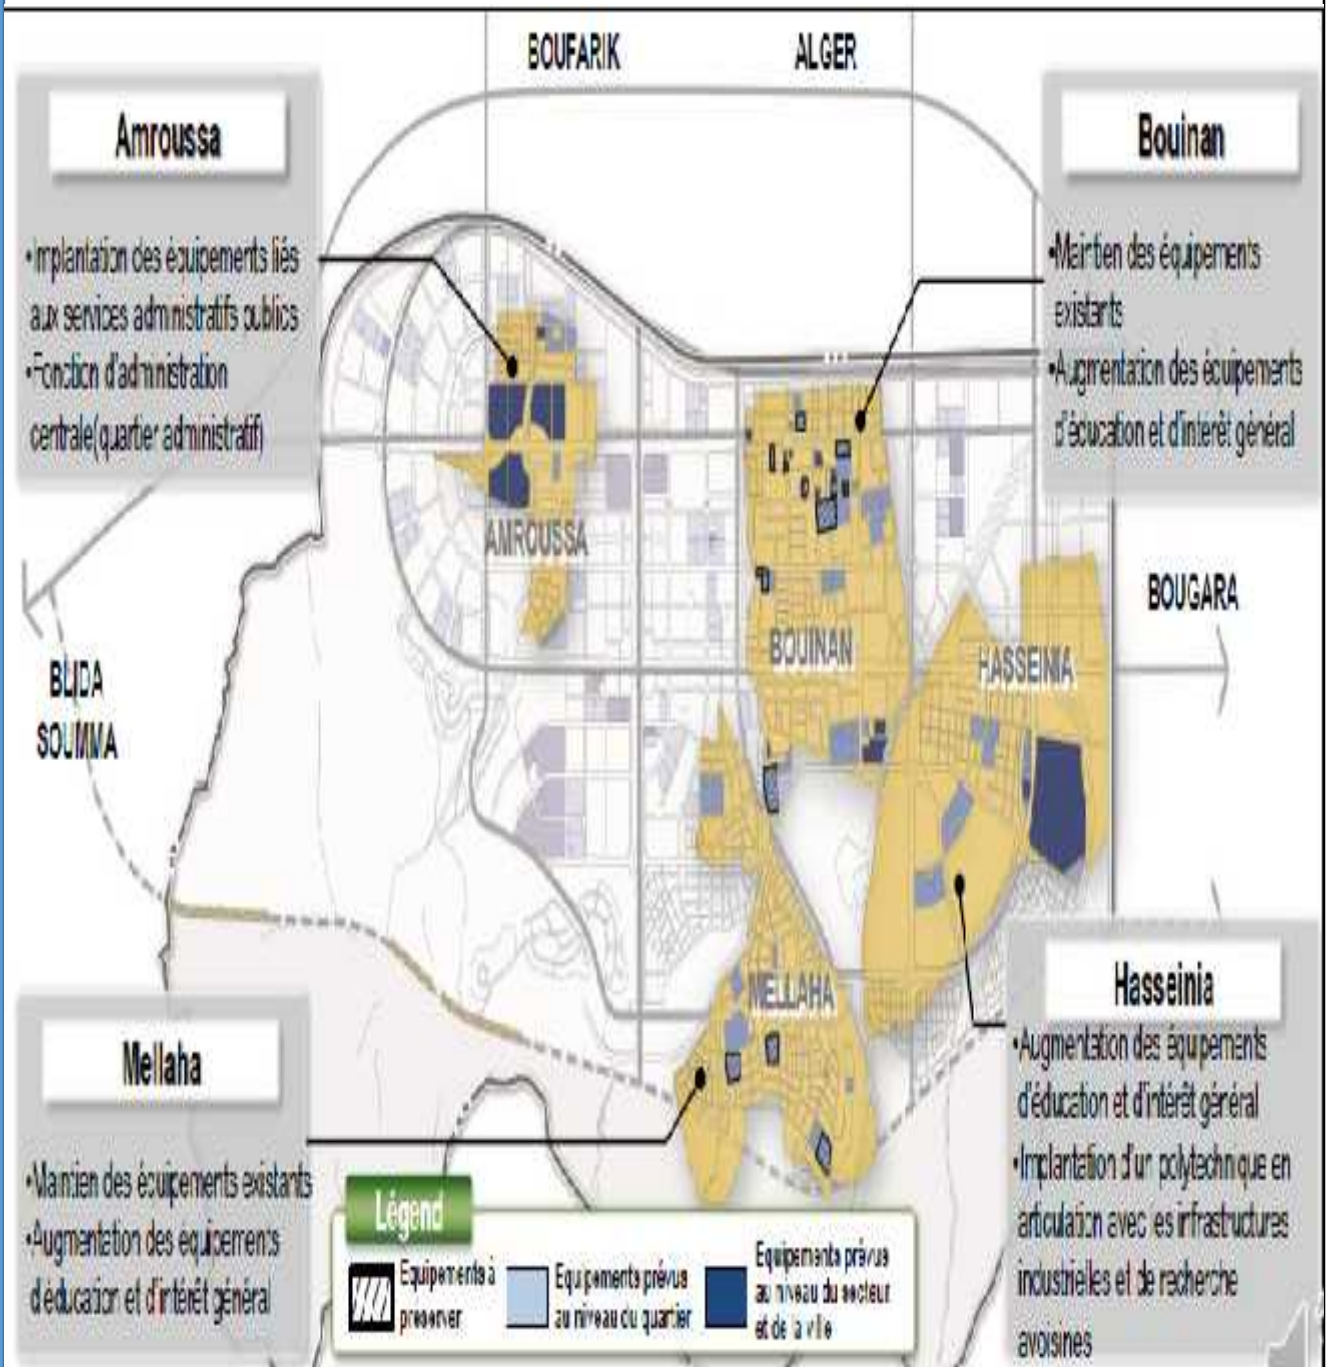 BOUFARIK
ALGER
Amroussa
•Implantation des équipements liés
aux services administratifs publics
•Fonction d'administration
centrale(quartier administratif)
Bouinan
•Maintien des équipements
existants
•Augmentation des équipements
d'éducation et d'intérêt général
AMROUSSA
BOUINAN
HASSEINIA
BOUGARA
BLIDA
SOUMMA
MELLAHA
Mellaha
•Maintien des équipements existants
•Augmentation des équipements
d'éducation et d'intérêt général
Hasseinia
•Augmentation des équipements
d'éducation et d'intérêt général
•Implantation d'un polytechnique en
articulation avec les infrastructures
industrielles et de recherche
avoisines
Légend
Equipements à
preserver
Equipements prévus
au niveau du quartier
Equipements prévus
au niveau du secteur
et de la ville